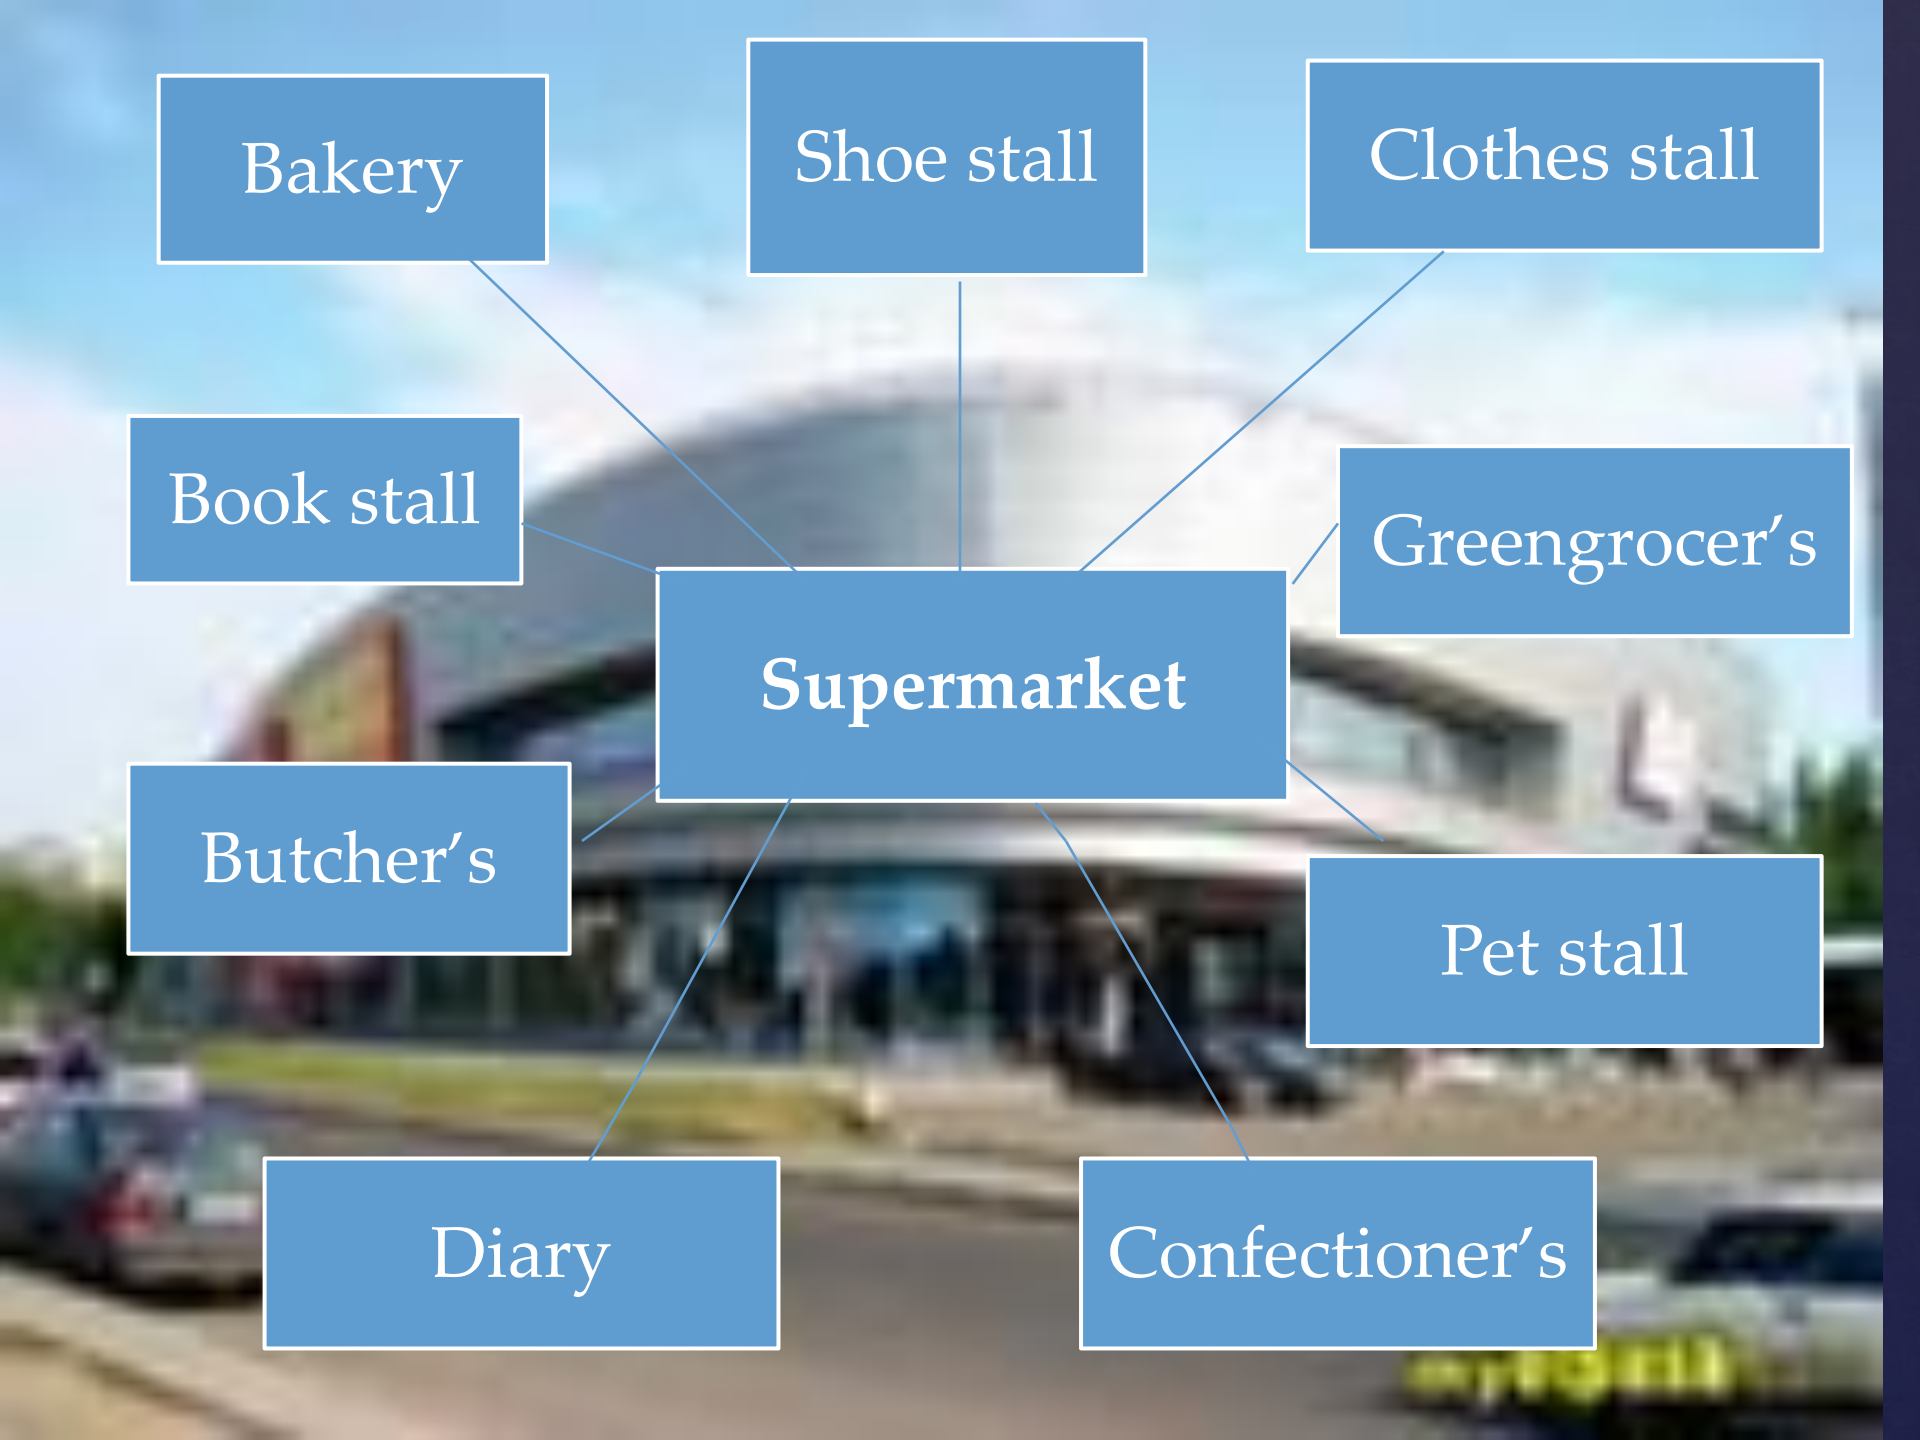 Bakery
Shoe stall
Clothes stall
Book stall
Greengrocer’s
Supermarket
Butcher’s
Pet stall
Diary
Confectioner’s